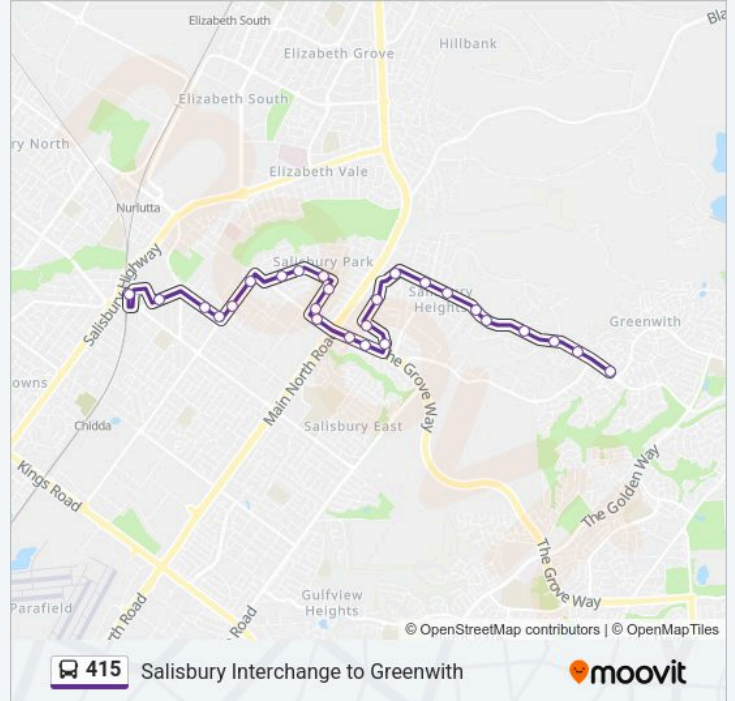 Elizabeth South
Bla
Elizabeth Grove
Hillbank
Elizabeth South
ry North
Elizabeth Vale
Nurlutta
Salisbury Highway
Salisbury Park
Salisbury
Heights
Greenwith
Main North Road
The Grove Way
owns
Chidda
Salisbury East
Kings Road
The Golden Way
The Grove Way
Parafield
Gulfview
Heights
rth Road
Road
© OpenStreetMap contributors | © OpenMapTiles
415 Salisbury Interchange to Greenwith
moovit